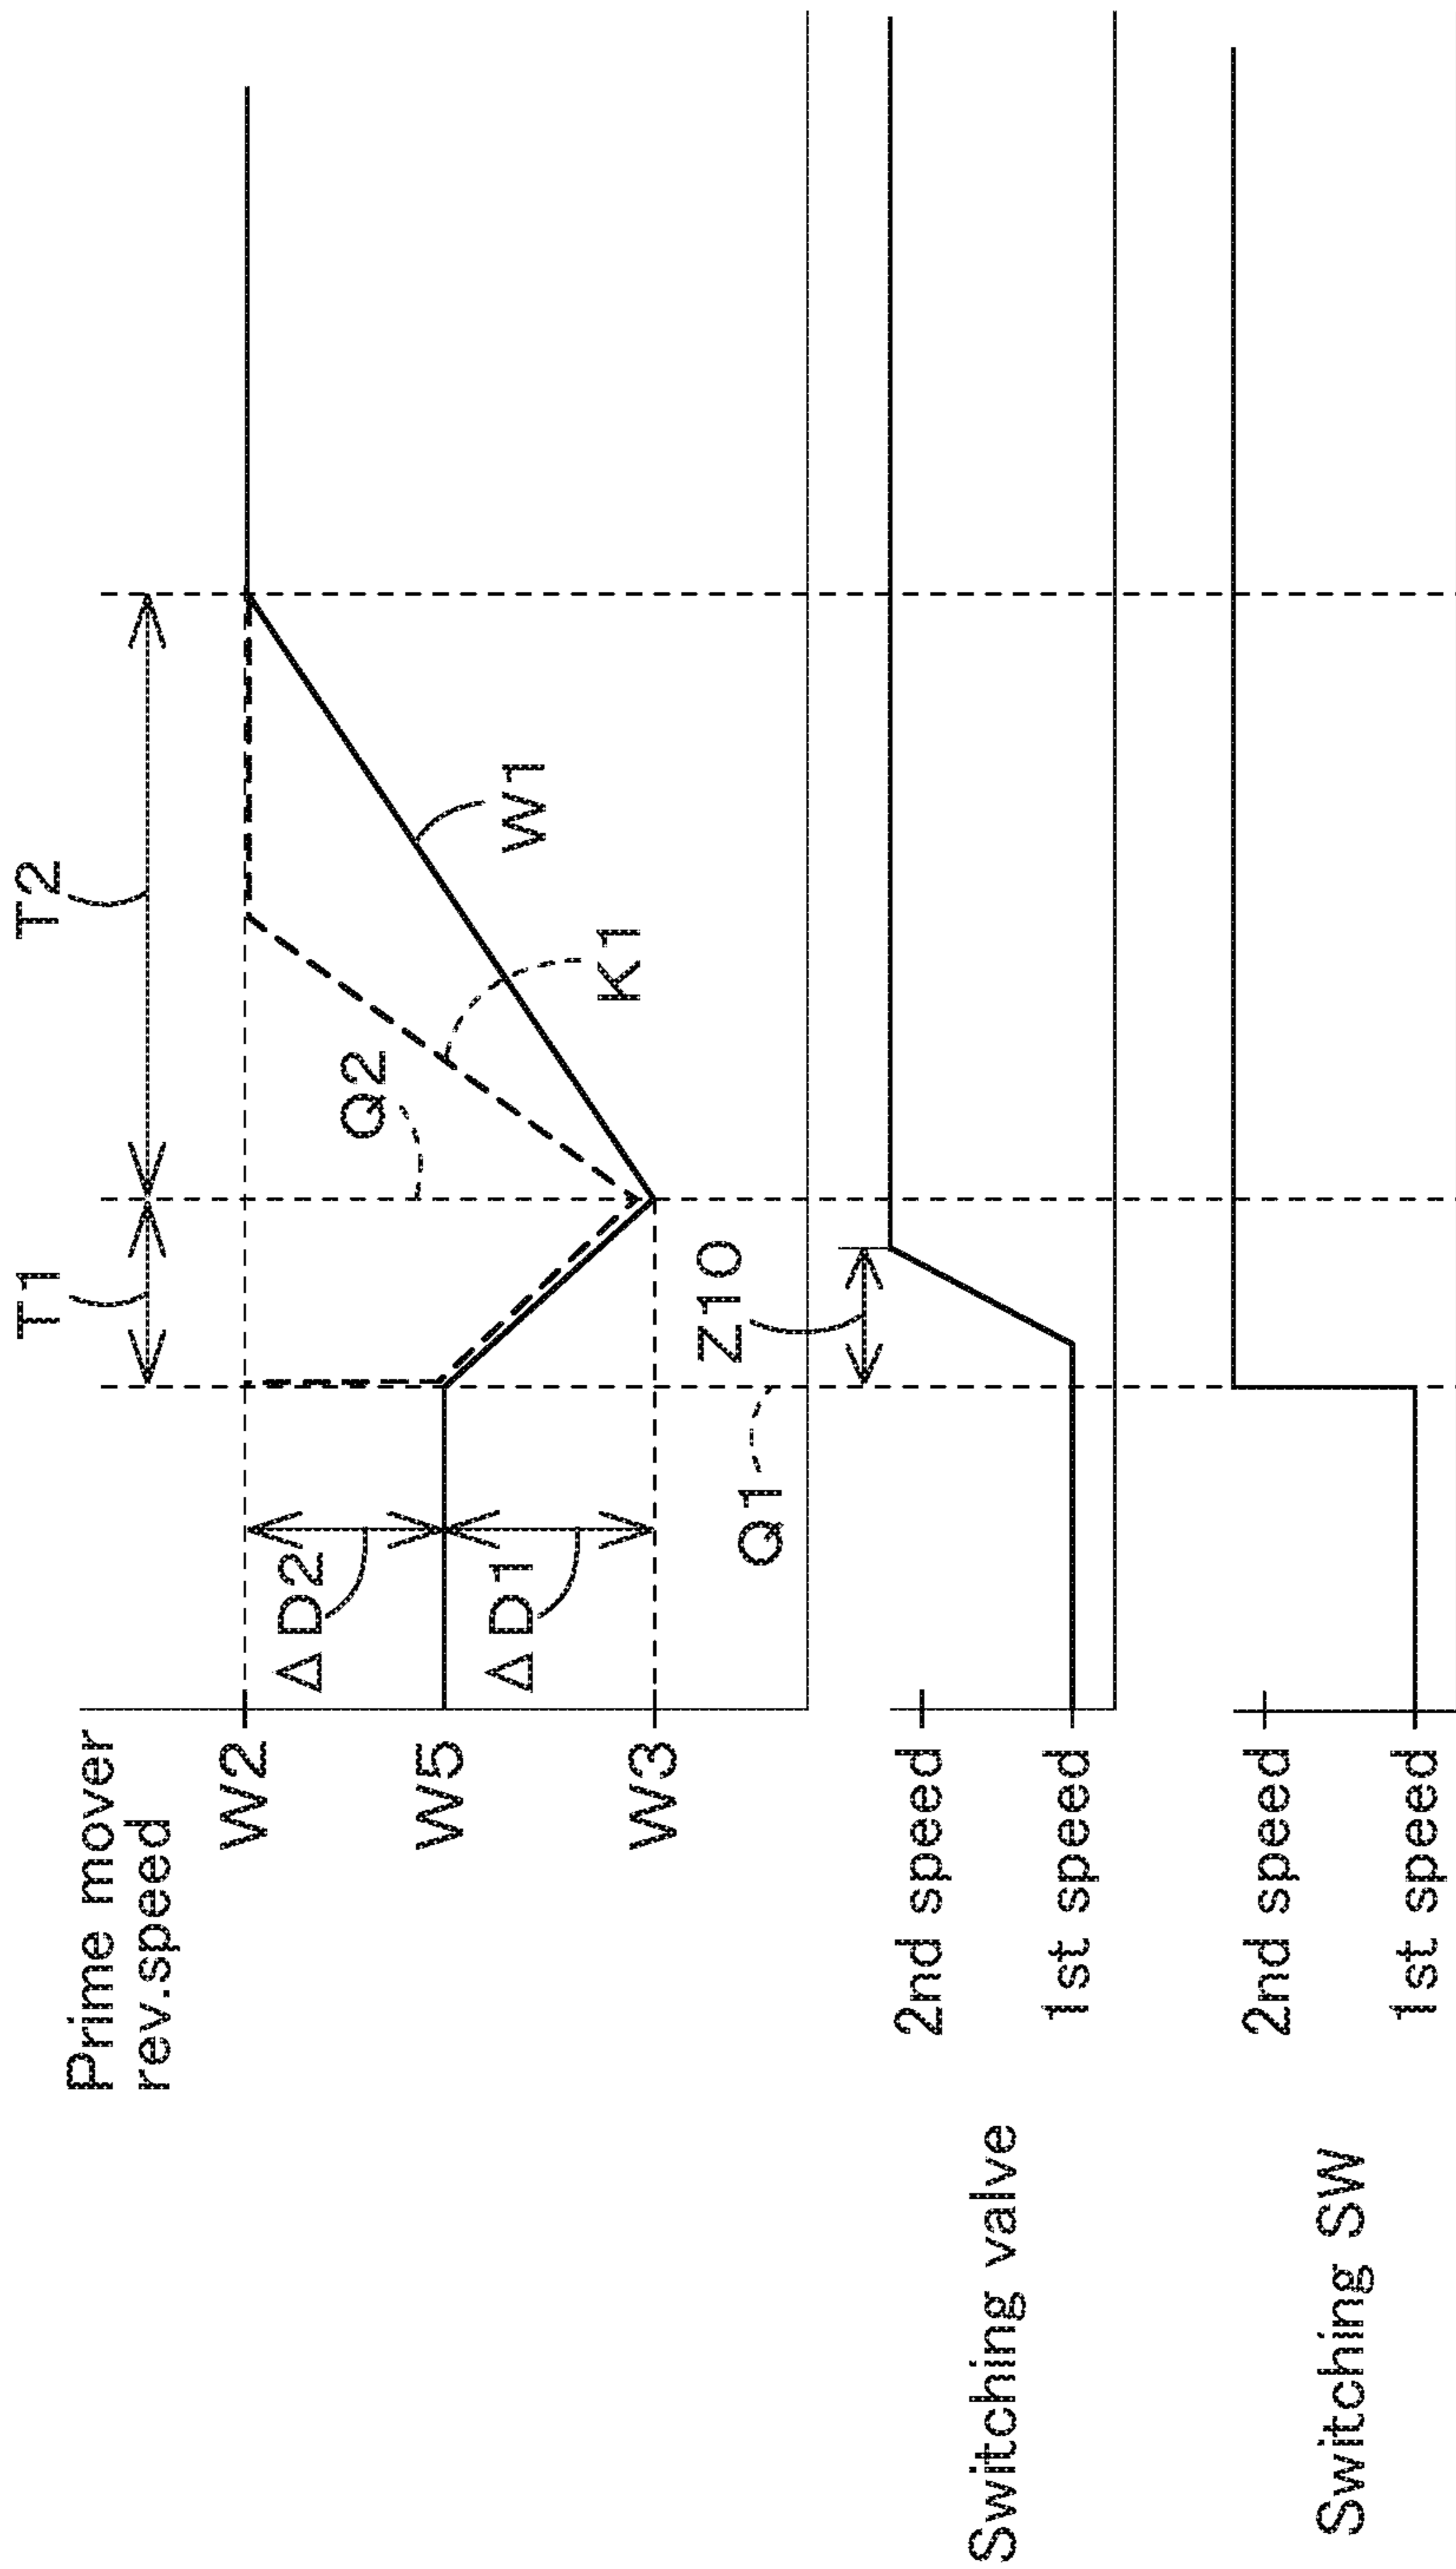 T1
T2
Prime mover
rev.speed
W2
ΔD2
Q2
W5
K1
W1
ΔD1
W3
Z10
Q1
Switching valve
2nd speed
1st speed
Switching SW
2nd speed
1st speed